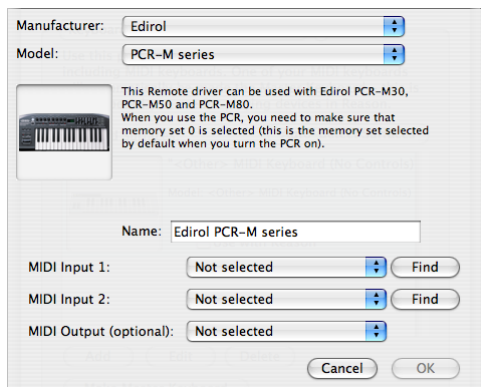 Manufacturer: Edirol
Model: PCR-M series
This Remote driver can be used with Edirol PCR-M30,
PCR-M50 and PCR-M80.
When you use the PCR, you need to make sure that
memory set 0 is selected (this is the memory set selected
by default when you turn the PCR on).
Name: Edirol PCR-M series
MIDI Input 1: Not selected Find
MIDI Input 2: Not selected Find
MIDI Output (optional): Not selected
Cancel OK